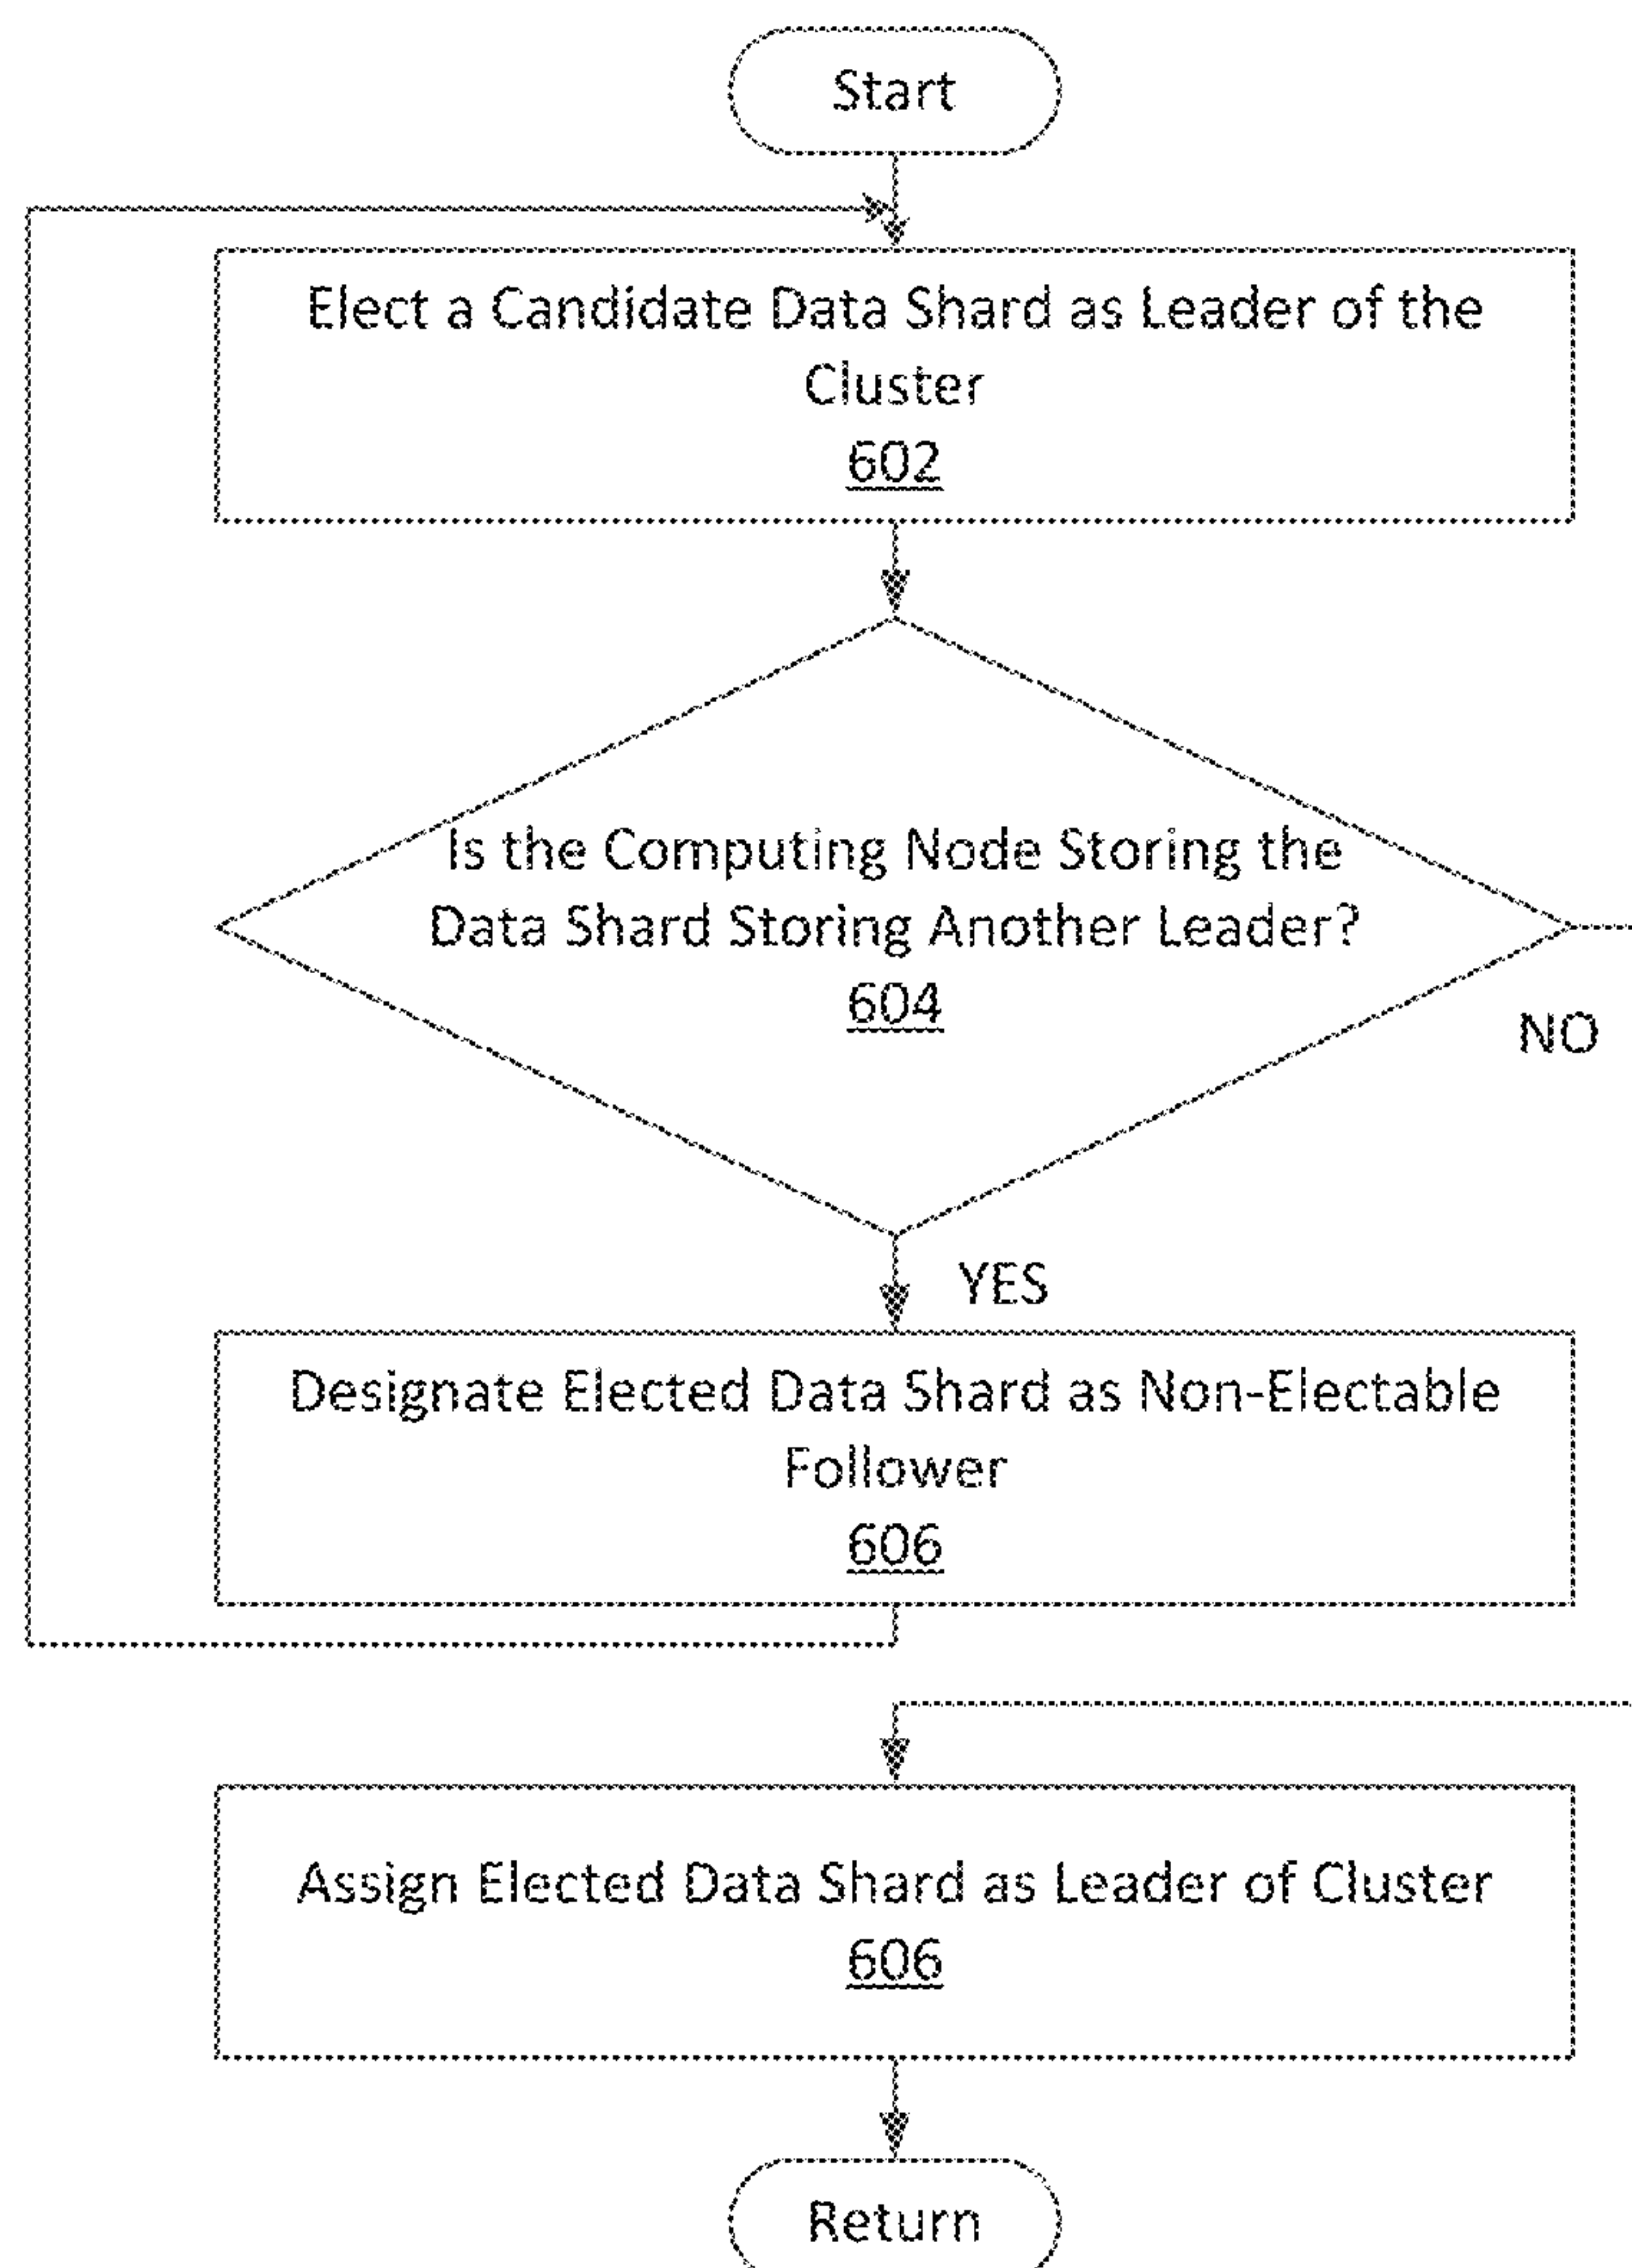 Start
Elect a Candidate Data Shard as Leader of the
Cluster
602
Is the Computing Node Storing the
Data Shard Storing Another Leader?
604
NO
YES
Designate Elected Data Shard as Non-Electable
Follower
606
Assign Elected Data Shard as Leader of Cluster
606
Return